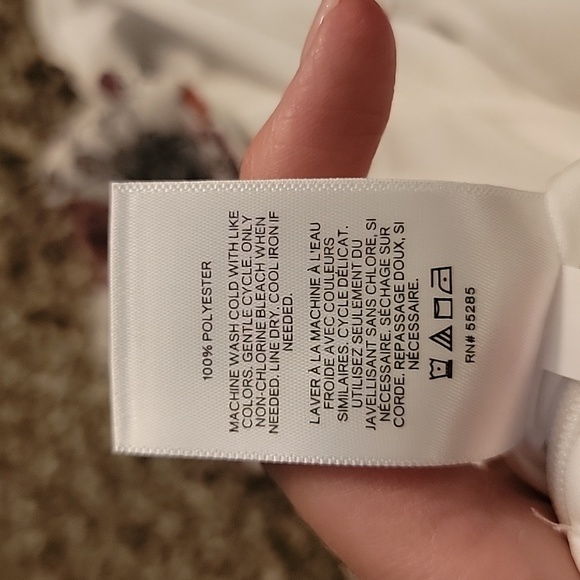 100% POLYESTER
MACHINE WASH COLD WITH LIKE
COLORS. GENTLE CYCLE. ONLY
NON-CHLORINE BLEACH WHEN
NEEDED. LINE DRY. COOL IRON IF
NEEDED.
LAVER À LA MACHINE À L'EAU
FROIDE AVEC COULEURS
SIMILAIRES. CYCLE DÉLICAT.
UTILISEZ SEULEMENT DU
JAVELLISANT SANS CHLORE, SI
NÉCESSAIRE. SÉCHAGE SUR
CORDE. REPASSAGE DOUX, SI
NÉCESSAIRE.
RN# 55285